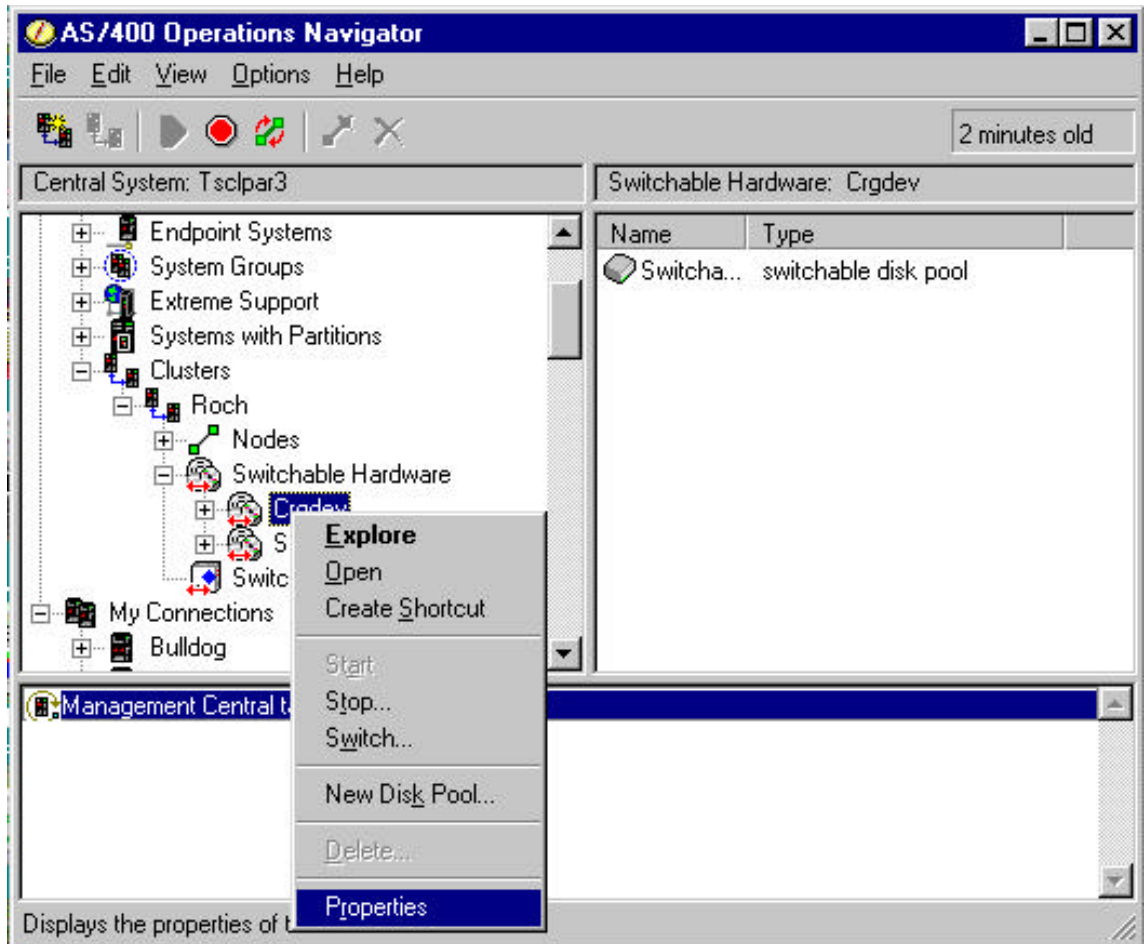 AS/400 Operations Navigator
File Edit View Options Help
2 minutes old
Central System: Tsclpar3
Switchable Hardware: Crgdev
Endpoint Systems
System Groups
Extreme Support
Systems with Partitions
Clusters
Roch
Nodes
Switchable Hardware
Crgdev
S
Switc
My Connections
Bulldog
Name Type
Switcha... switchable disk pool
Explore
Open
Create Shortcut
Start
Stop...
Switch...
New Disk Pool...
Delete...
Properties
Management Central ta
Displays the properties of t